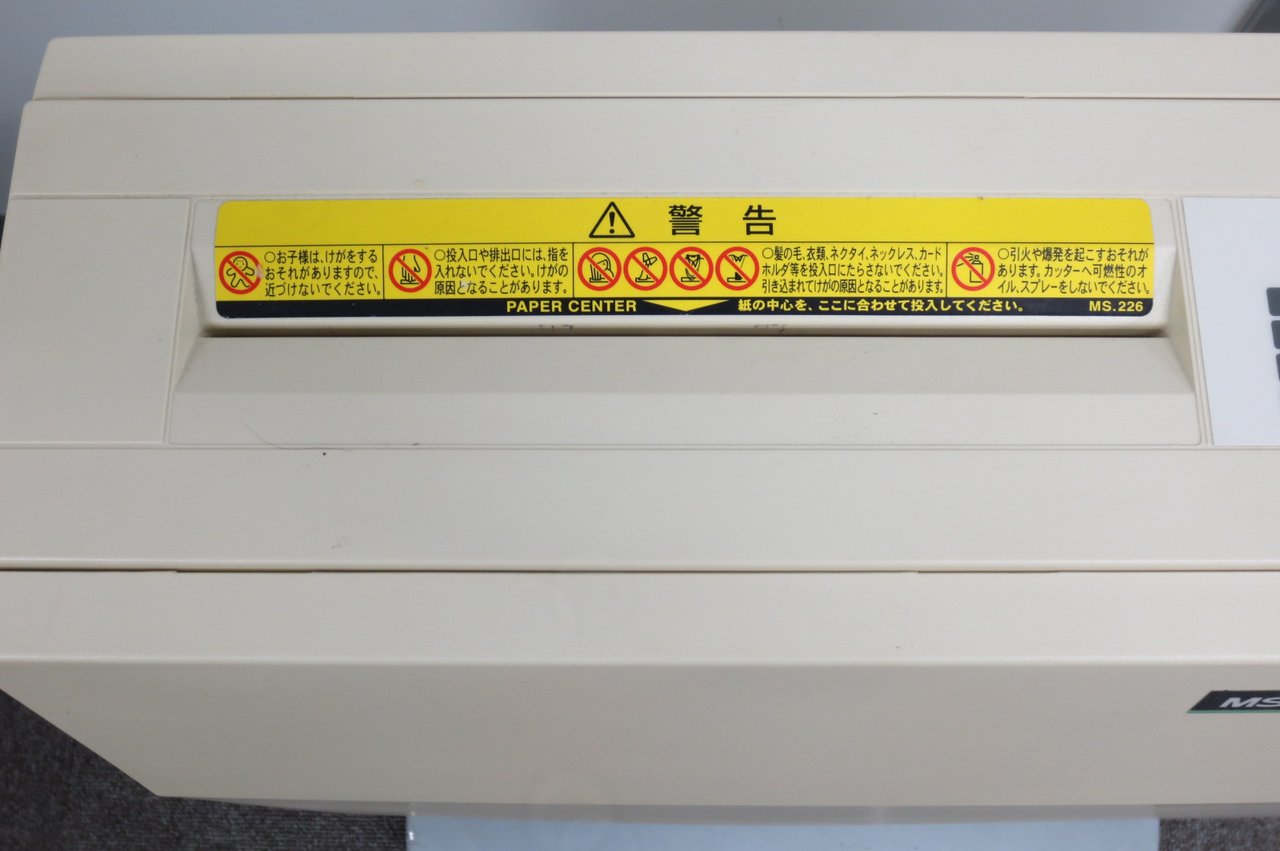 警告
○お子様は、けがをする
おそれがありますので、
近づけないでください。
○投入口や排出口には、指を
入れないでください。けがの
原因となることがあります。
○髪の毛、衣類、ネクタイ、ネックレス、カード
ホルダ等を投入口にたらさないでください。
引き込まれてけがの原因となることがあります。
○引火や爆発を起こすおそれが
あります。カッターへ可燃性のオ
イル、スプレーをしないでください。
PAPER CENTER 紙の中心を、ここに合わせて投入してください。 MS.226
MS